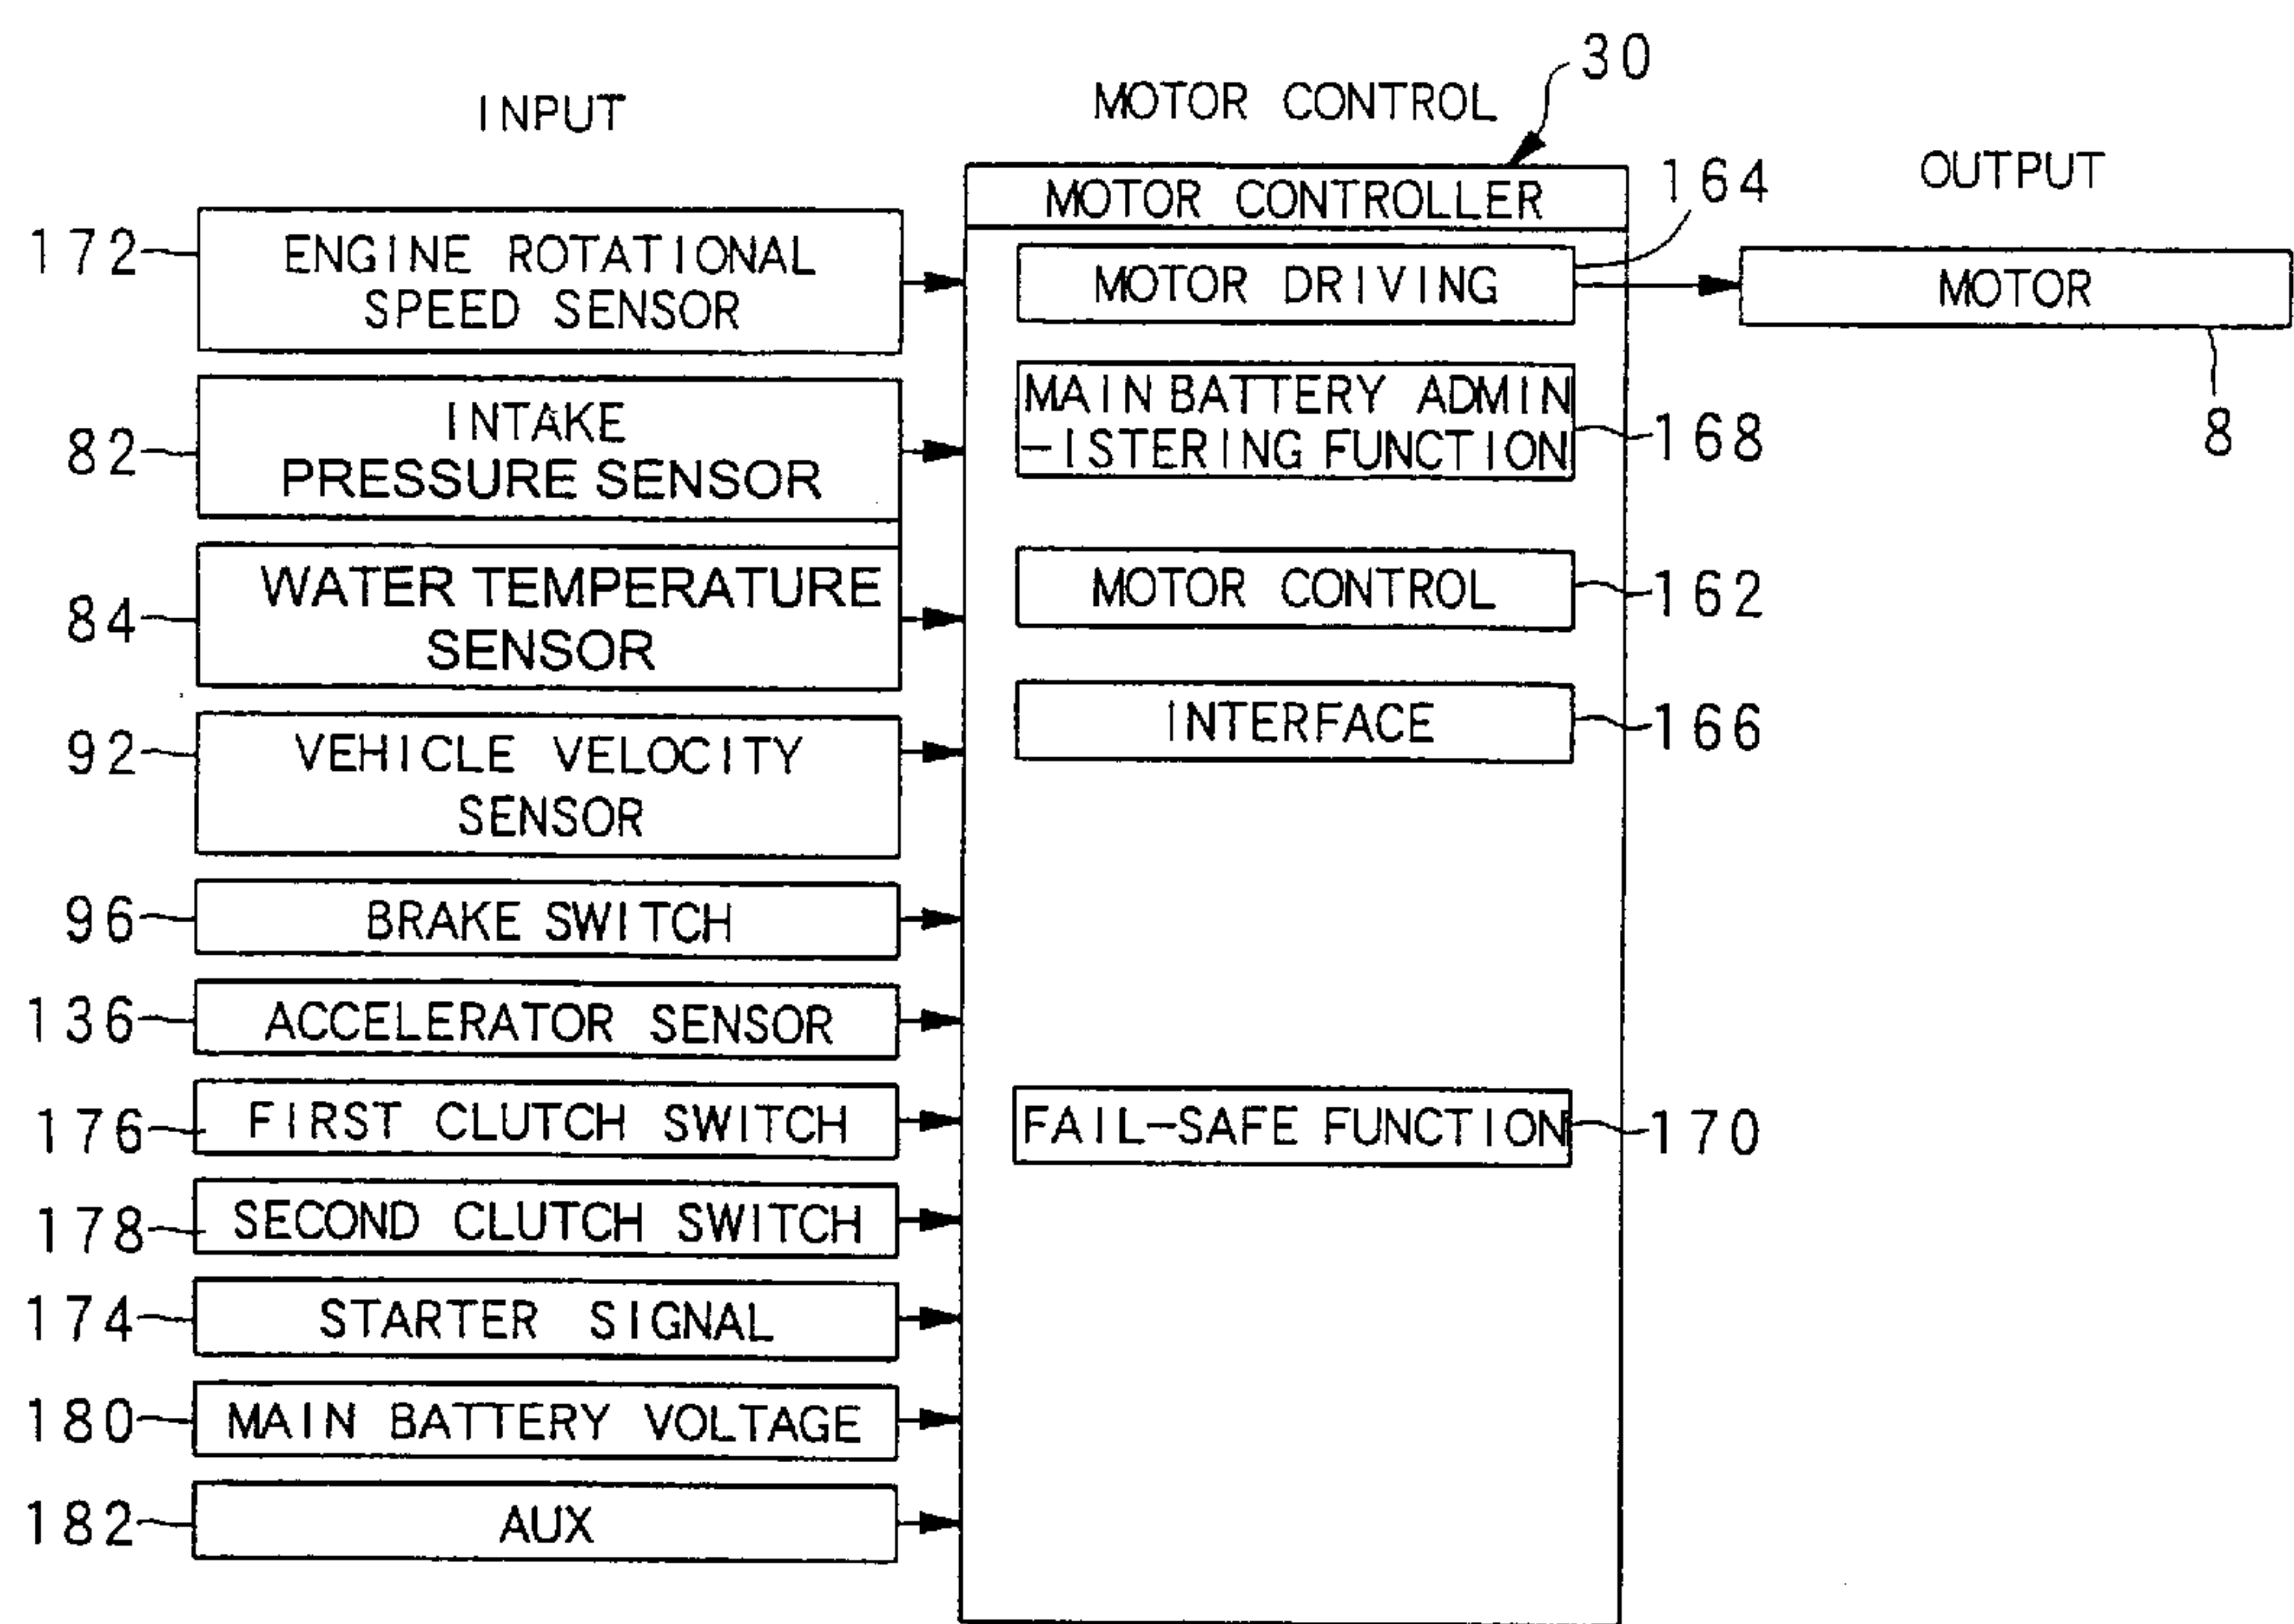 INPUT
172
ENGINE ROTATIONAL
SPEED SENSOR
82
INTAKE
PRESSURE SENSOR
84
WATER TEMPERATURE
SENSOR
92
VEHICLE VELOCITY
SENSOR
96
BRAKE SWITCH
136
ACCELERATOR SENSOR
176
FIRST CLUTCH SWITCH
178
SECOND CLUTCH SWITCH
174
STARTER SIGNAL
180
MAIN BATTERY VOLTAGE
182
AUX
MOTOR CONTROL
30
MOTOR CONTROLLER
MOTOR DRIVING
164
MAIN BATTERY ADMIN
-ISTERING FUNCTION
168
MOTOR CONTROL
162
INTERFACE
166
FAIL-SAFE FUNCTION
170
OUTPUT
MOTOR
8